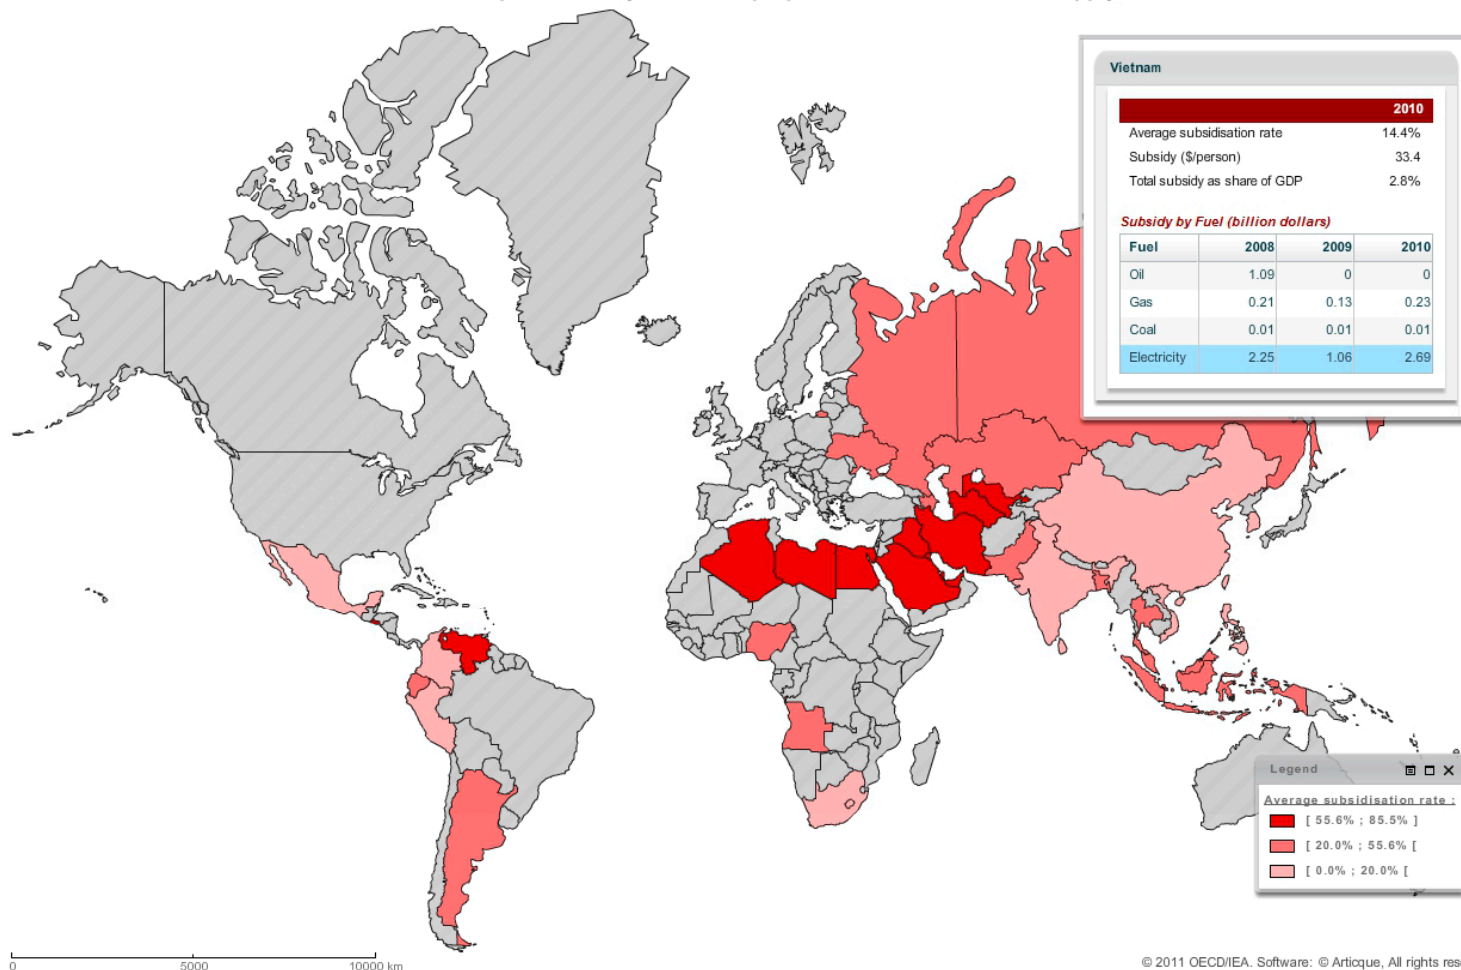 Vietnam
2010
Average subsidisation rate 14.4%
Subsidy ($/person) 33.4
Total subsidy as share of GDP 2.8%
Subsidy by Fuel (billion dollars)
Fuel 2008 2009 2010
Oil 1.09 0 0
Gas 0.21 0.13 0.23
Coal 0.01 0.01 0.01
Electricity 2.25 1.06 2.69
Legend
Average subsidisation rate :
[ 55.6% ; 85.5% ]
[ 20.0% ; 55.6% [
[ 0.0% ; 20.0% [
0 5000 10000 km
© 2011 OECD/IEA. Software: © Articque, All rights res